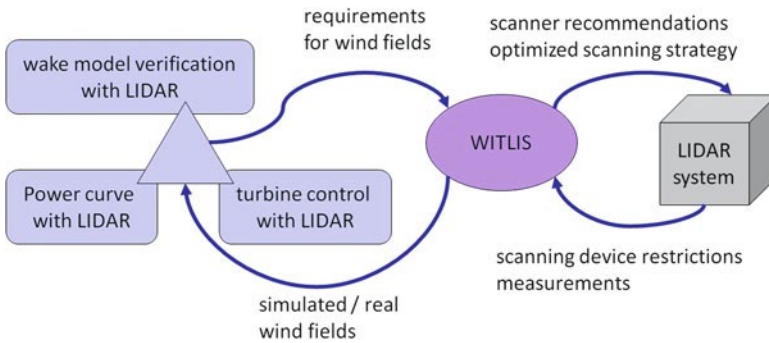 requirements
for wind fields
scanner recommendations
optimized scanning strategy
wake model verification
with LIDAR
WITLIS
LIDAR
system
Power curve
with LIDAR
turbine control
with LIDAR
scanning device restrictions
measurements
simulated / real
wind fields